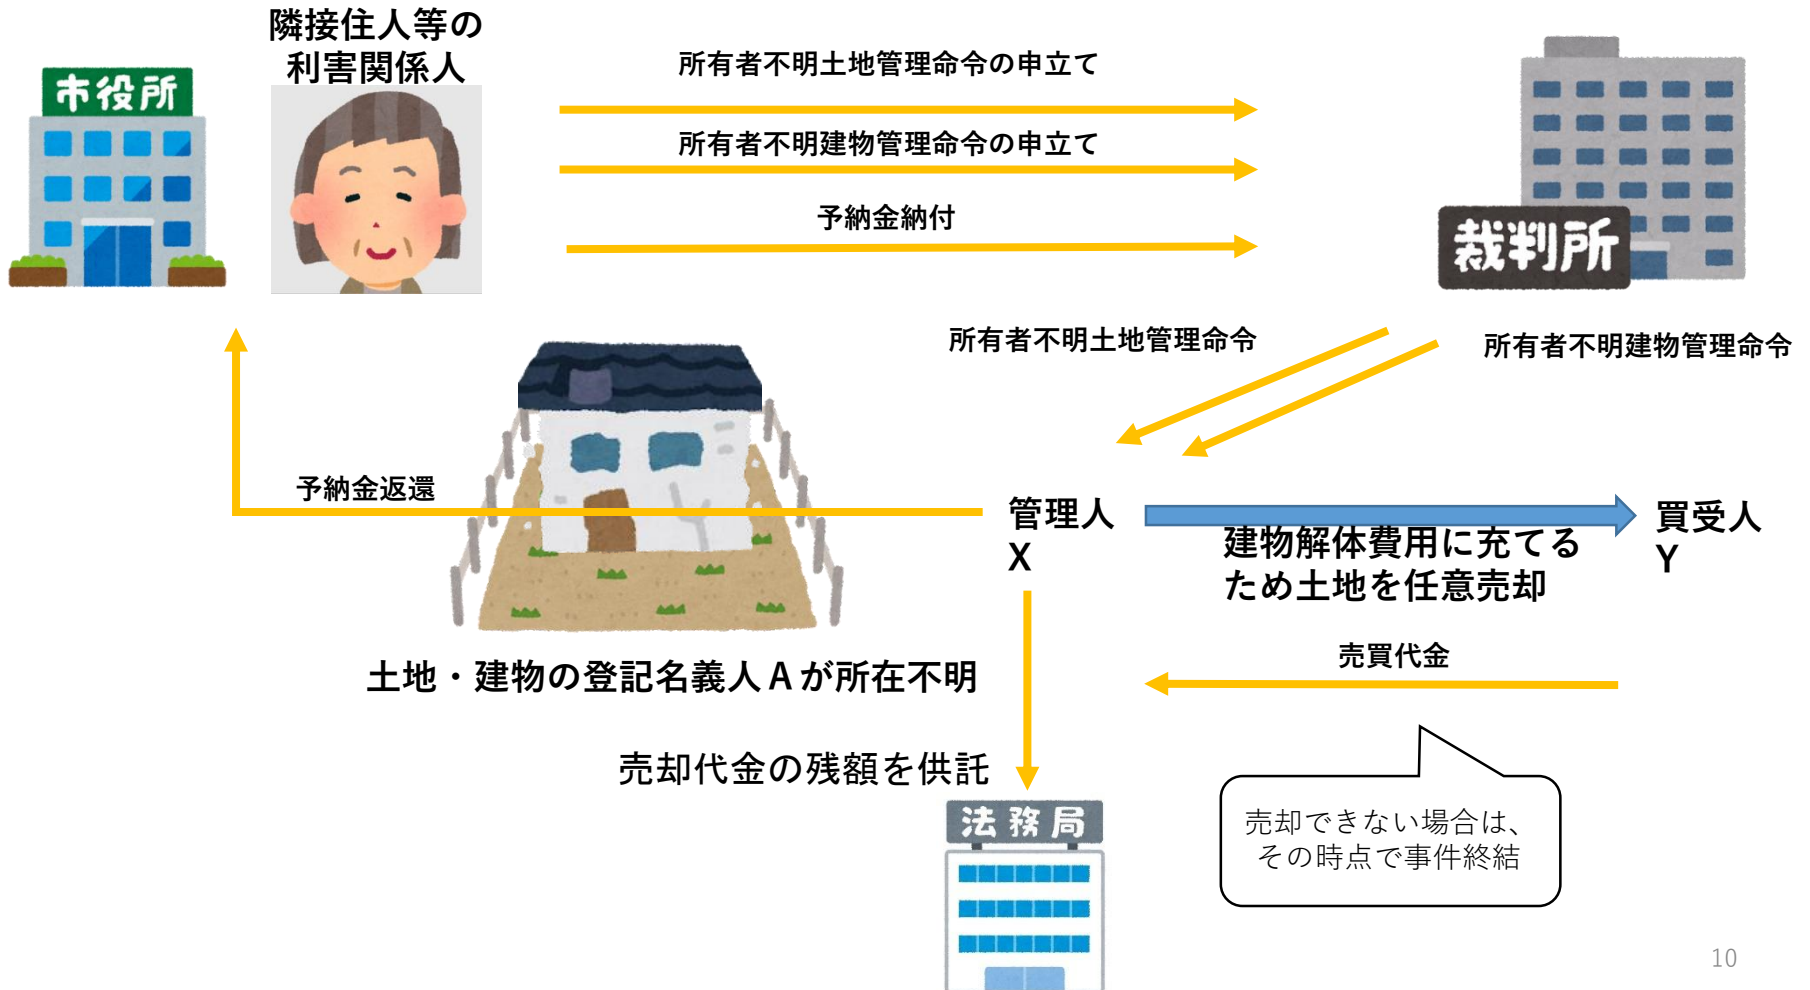 隣接住人等の
利害関係人
市役所
所有者不明土地管理命令の申立て
所有者不明建物管理命令の申立て
予納金納付
裁判所
所有者不明土地管理命令
所有者不明建物管理命令
予納金返還
管理人
X
建物解体費用に充てる
ため土地を任意売却
買受人
Y
売買代金
土地・建物の登記名義人Aが所在不明
売却代金の残額を供託
法務局
売却できない場合は、
その時点で事件終結
10